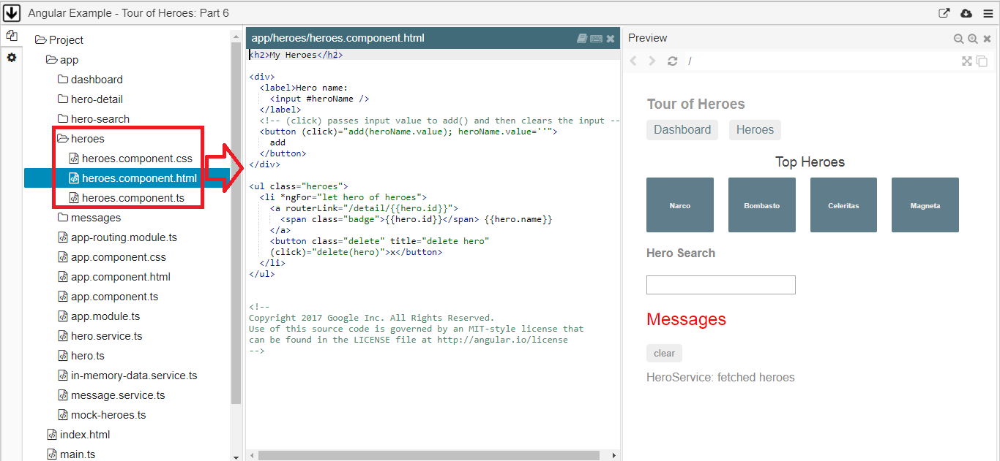 Angular Example - Tour of Heroes: Part 6
Project
app
dashboard
hero-detail
hero-search
heroes
heroes.component.css
heroes.component.html
heroes.component.ts
messages
app-routing.module.ts
app.component.css
app.component.html
app.component.ts
app.module.ts
hero.service.ts
hero.ts
in-memory-data.service.ts
message.service.ts
mock-heroes.ts
index.html
main.ts
app/heroes/heroes.component.html
<h2>My Heroes</h2>
<div>
<label>Hero name:
<input #heroName />
</label>
<!-- (click) passes input value to add() and then clears the input --
<button (click)="add(heroName.value); heroName.value=''">
add
</button>
</div>
<ul class="heroes">
<li *ngFor="let hero of heroes">
<a routerLink="/detail/{{hero.id}}">
<span class="badge">{{hero.id}}</span> {{hero.name}}
</a>
<button class="delete" title="delete hero"
(click)="delete(hero)">x</button>
</li>
</ul>
<!--
Copyright 2017 Google Inc. All Rights Reserved.
Use of this source code is governed by an MIT-style license that
can be found in the LICENSE file at http://angular.io/license
-->
Preview
/
Tour of Heroes
Dashboard Heroes
Top Heroes
Narco Bombasto Celeritas Magneta
Hero Search
Messages
clear
HeroService: fetched heroes